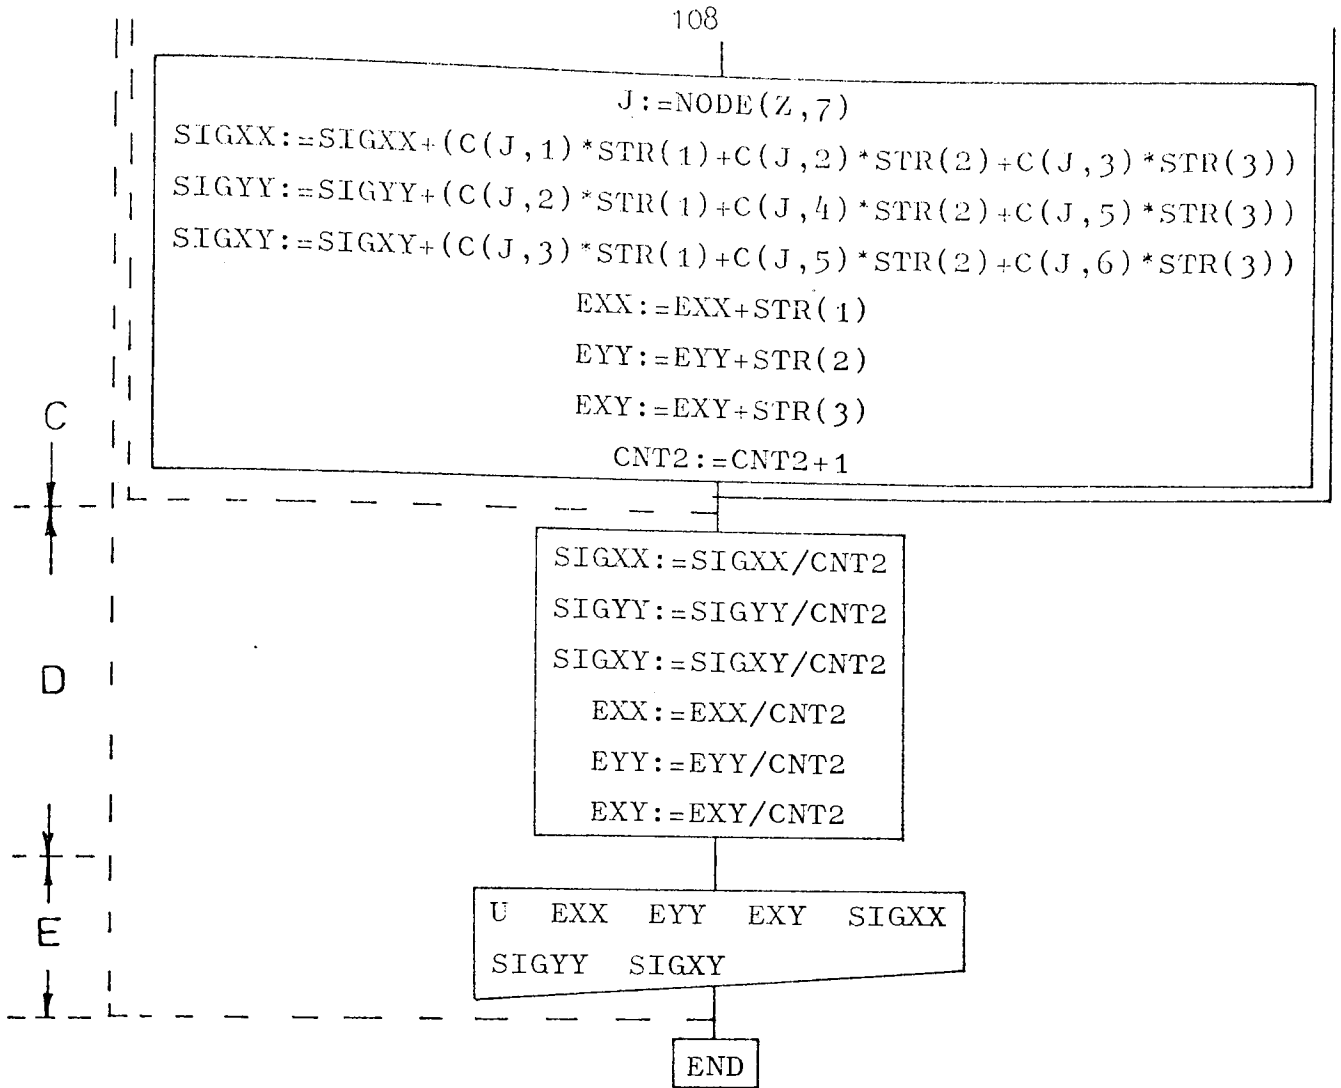 108
J:=NODE(Z,7)
SIGXX:=SIGXX+(C(J,1)*STR(1)+C(J,2)*STR(2)+C(J,3)*STR(3))
SIGYY:=SIGYY+(C(J,2)*STR(1)+C(J,4)*STR(2)+C(J,5)*STR(3))
SIGXY:=SIGXY+(C(J,3)*STR(1)+C(J,5)*STR(2)+C(J,6)*STR(3))
EXX:=EXX+STR(1)
EYY:=EYY+STR(2)
EXY:=EXY+STR(3)
CNT2:=CNT2+1
C
SIGXX:=SIGXX/CNT2
SIGYY:=SIGYY/CNT2
SIGXY:=SIGXY/CNT2
D
EXX:=EXX/CNT2
EYY:=EYY/CNT2
EXY:=EXY/CNT2
E
U EXX EYY EXY SIGXX
SIGYY SIGXY
END